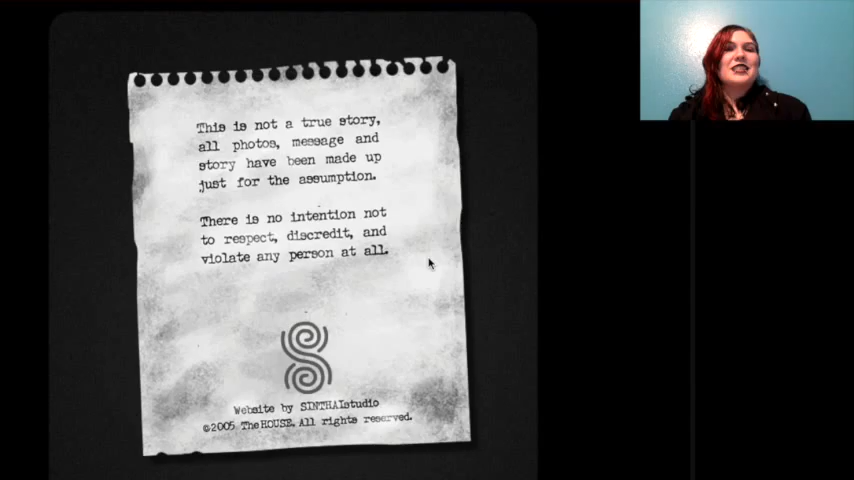 This is not a true story,
all photos, message and
story have been made up
just for the assumption.
There is no intention not
to respect, discredit, and
violate any person at all.
Website by SINTHAIstudio
©2005 TheHOUSE. All rights reserved.